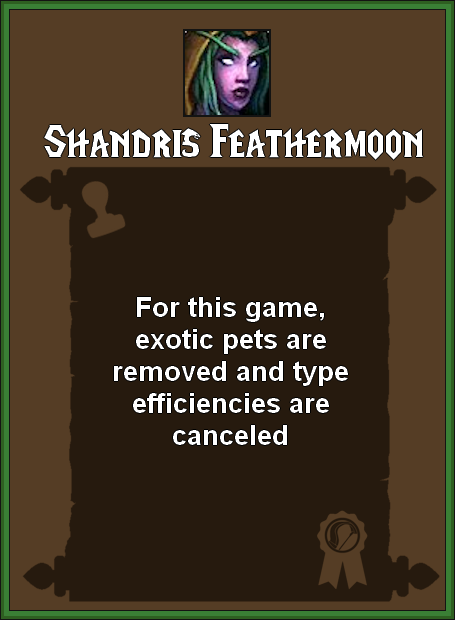 Shandris Feathermoon
For this game,
exotic pets are
removed and type
efficiencies are
canceled